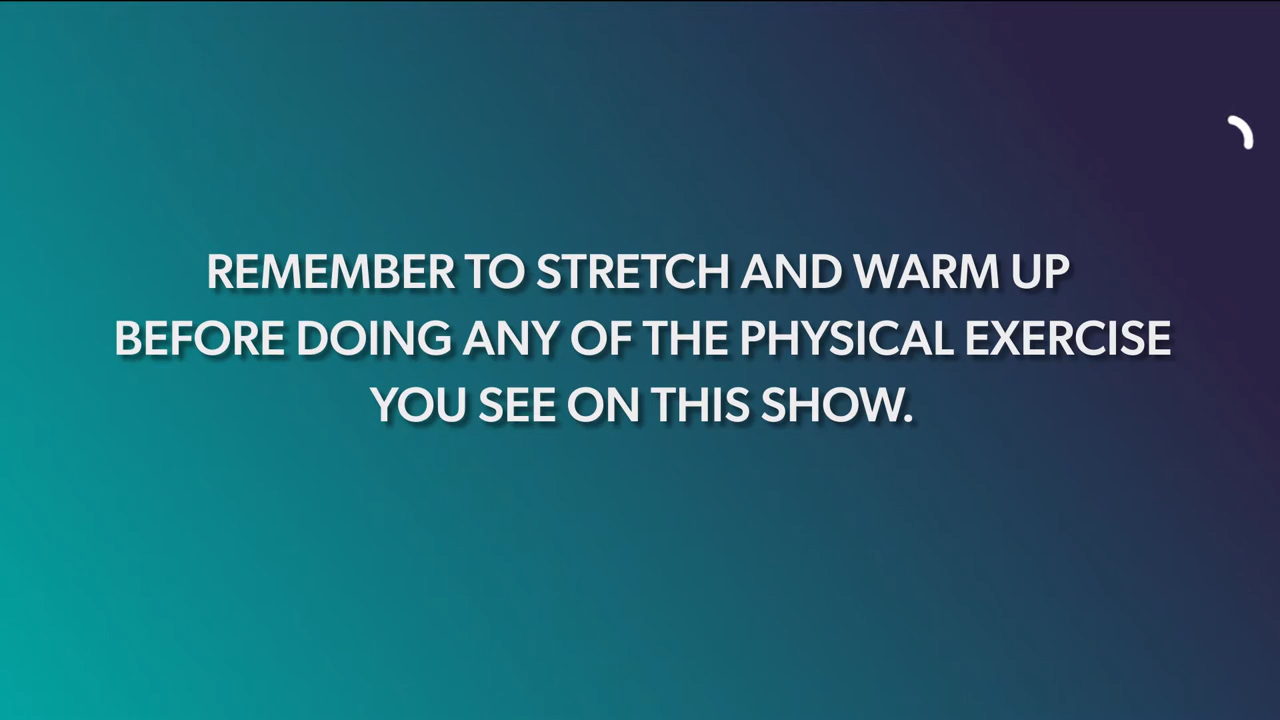 REMEMBER TO STRETCH AND WARM UP
BEFORE DOING ANY OF THE PHYSICAL EXERCISE
YOU SEE ON THIS SHOW.